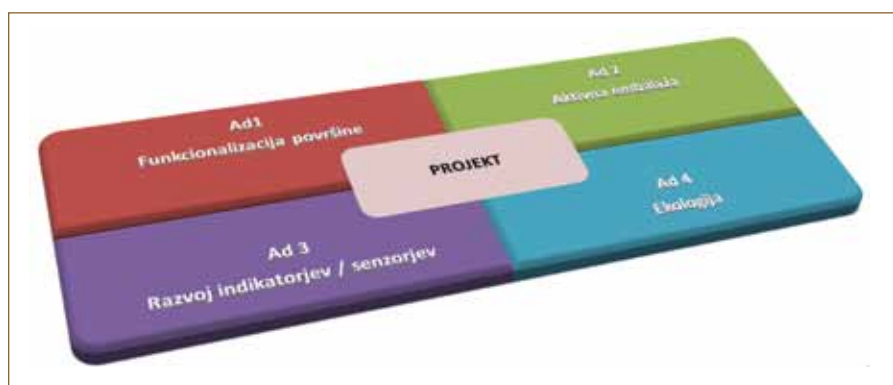 Ad1
Funkcionalizacija površine
Ad 2
Aktivna embalaža
PROJEKT
Ad 3
Razvoj indikatorjev / senzorjev
Ad 4
Ekologija